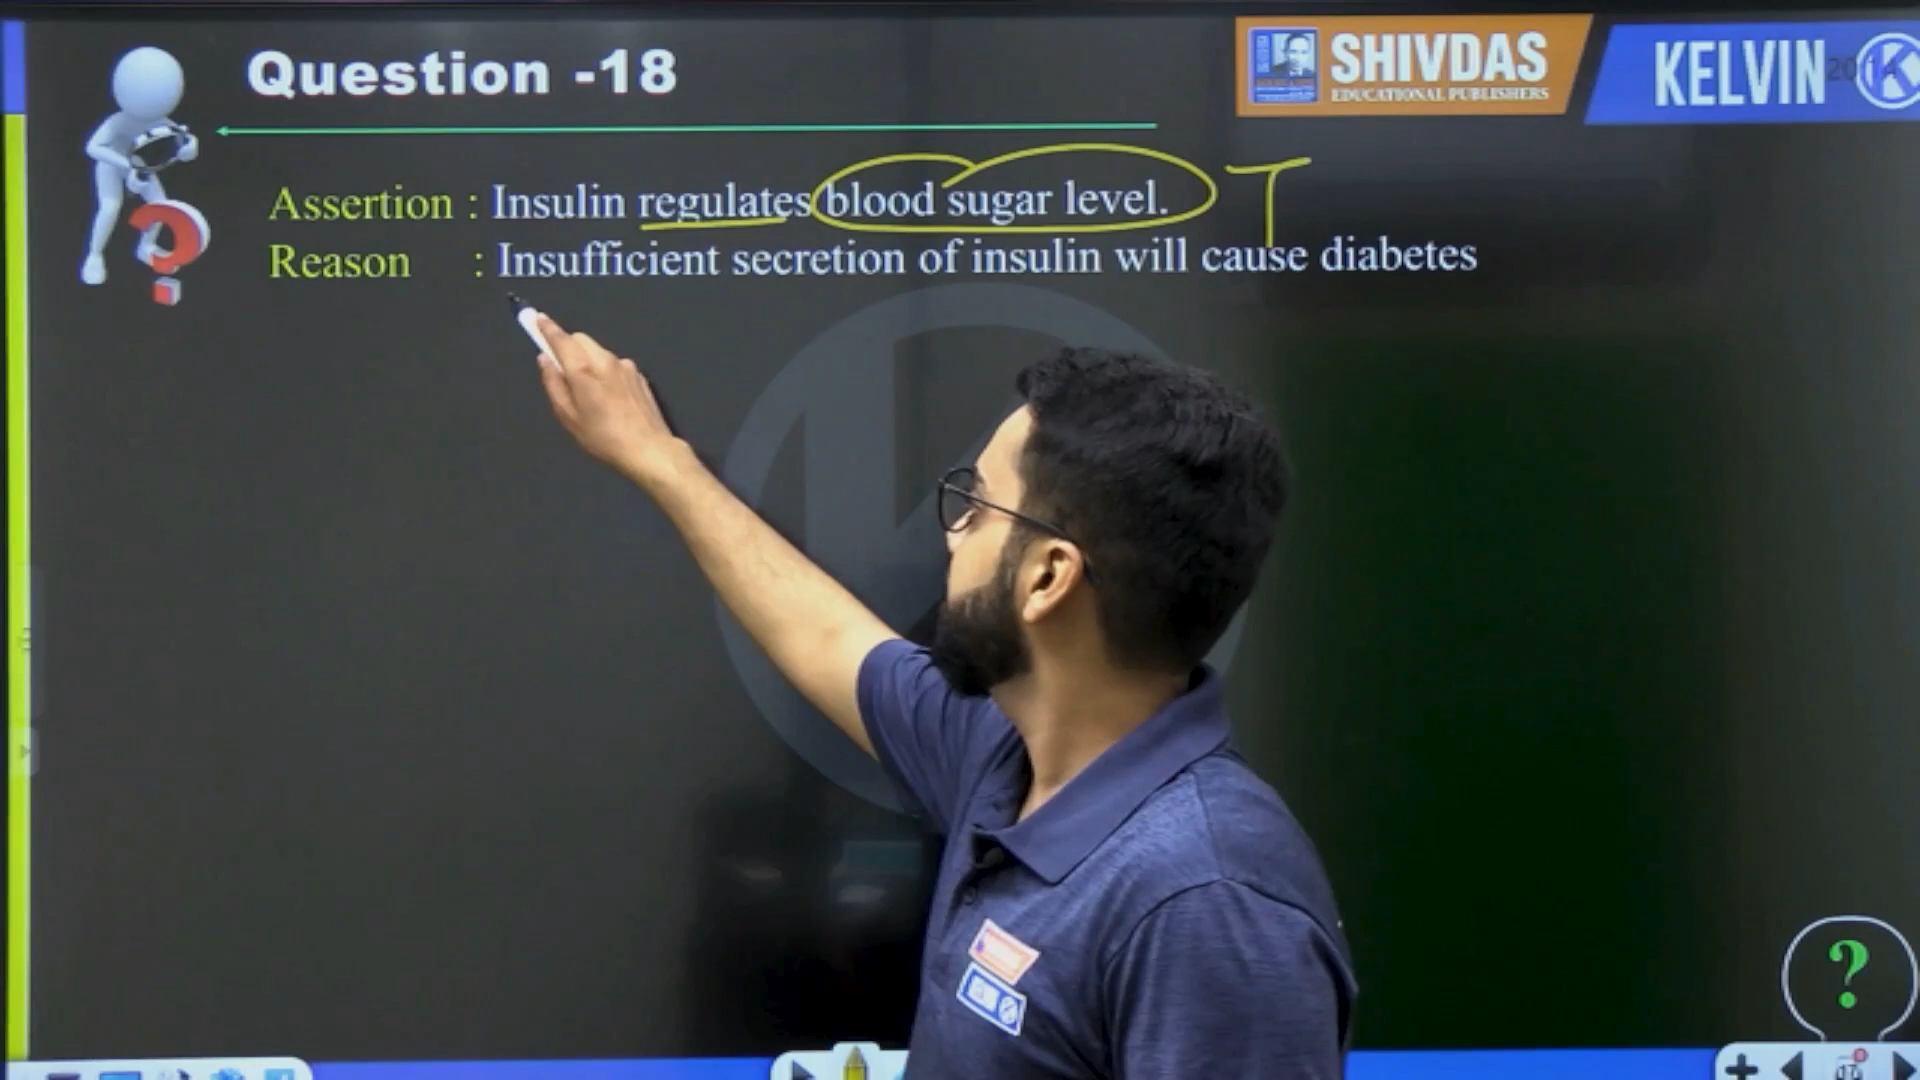 Question -18
SHIVDAS
EDUCATIONAL PUBLISHERS
KELVIN
Assertion : Insulin regulates blood sugar level. T
Reason : Insufficient secretion of insulin will cause diabetes
?